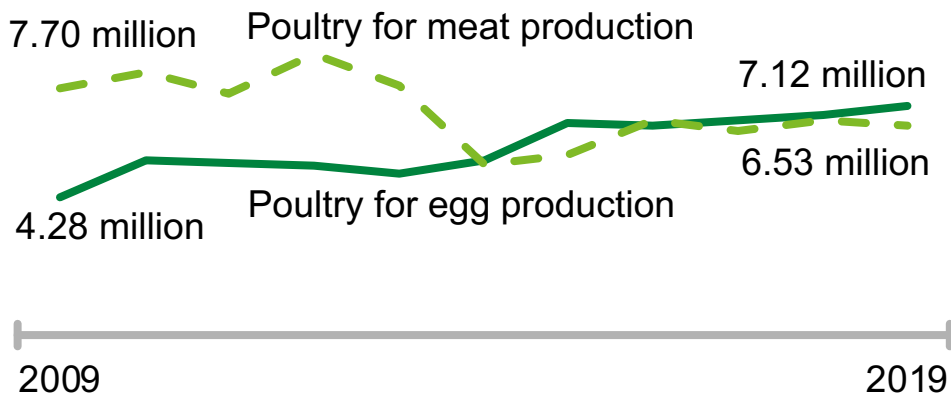 Poultry for meat production
7.70 million
7.12 million
6.53 million
Poultry for egg production
4.28 million
2009
2019